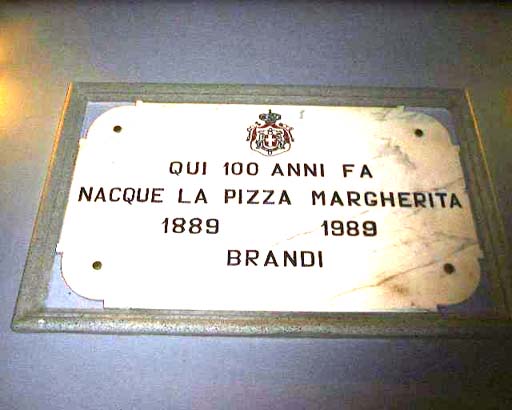 QUI 100 ANNI FA
NACQUE LA PIZZA MARGHERITA
1889 1989
BRANDI